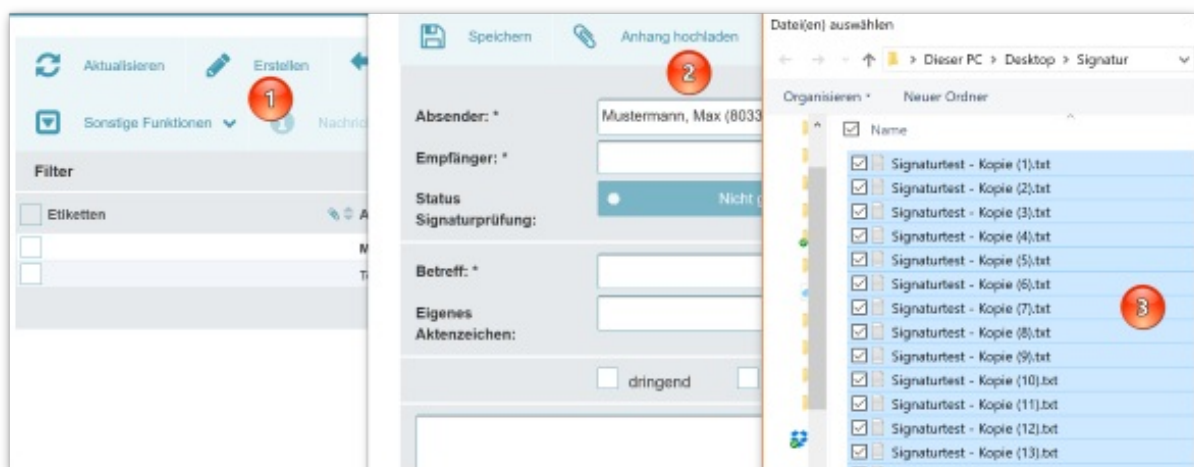 Aktualisieren
Erstellen
1
Sonstige Funktionen
Filter
Etiketten
Speichern
Anhang hochladen
2
Absender: *
Mustermann, Max (8033
Empfänger: *
Status
Signaturprüfung:
Nicht
Betreff: *
Eigenes
Aktenzeichen:
dringend
Datei(en) auswählen
> Dieser PC > Desktop > Signatur
Organisieren
Neuer Ordner
Name
Signaturtest - Kopie (1).txt
Signaturtest - Kopie (2).txt
Signaturtest - Kopie (3).txt
Signaturtest - Kopie (4).txt
Signaturtest - Kopie (5).txt
Signaturtest - Kopie (6).txt
Signaturtest - Kopie (7).txt
3
Signaturtest - Kopie (8).txt
Signaturtest - Kopie (9).txt
Signaturtest - Kopie (10).txt
Signaturtest - Kopie (11).txt
Signaturtest - Kopie (12).txt
Signaturtest - Kopie (13).txt